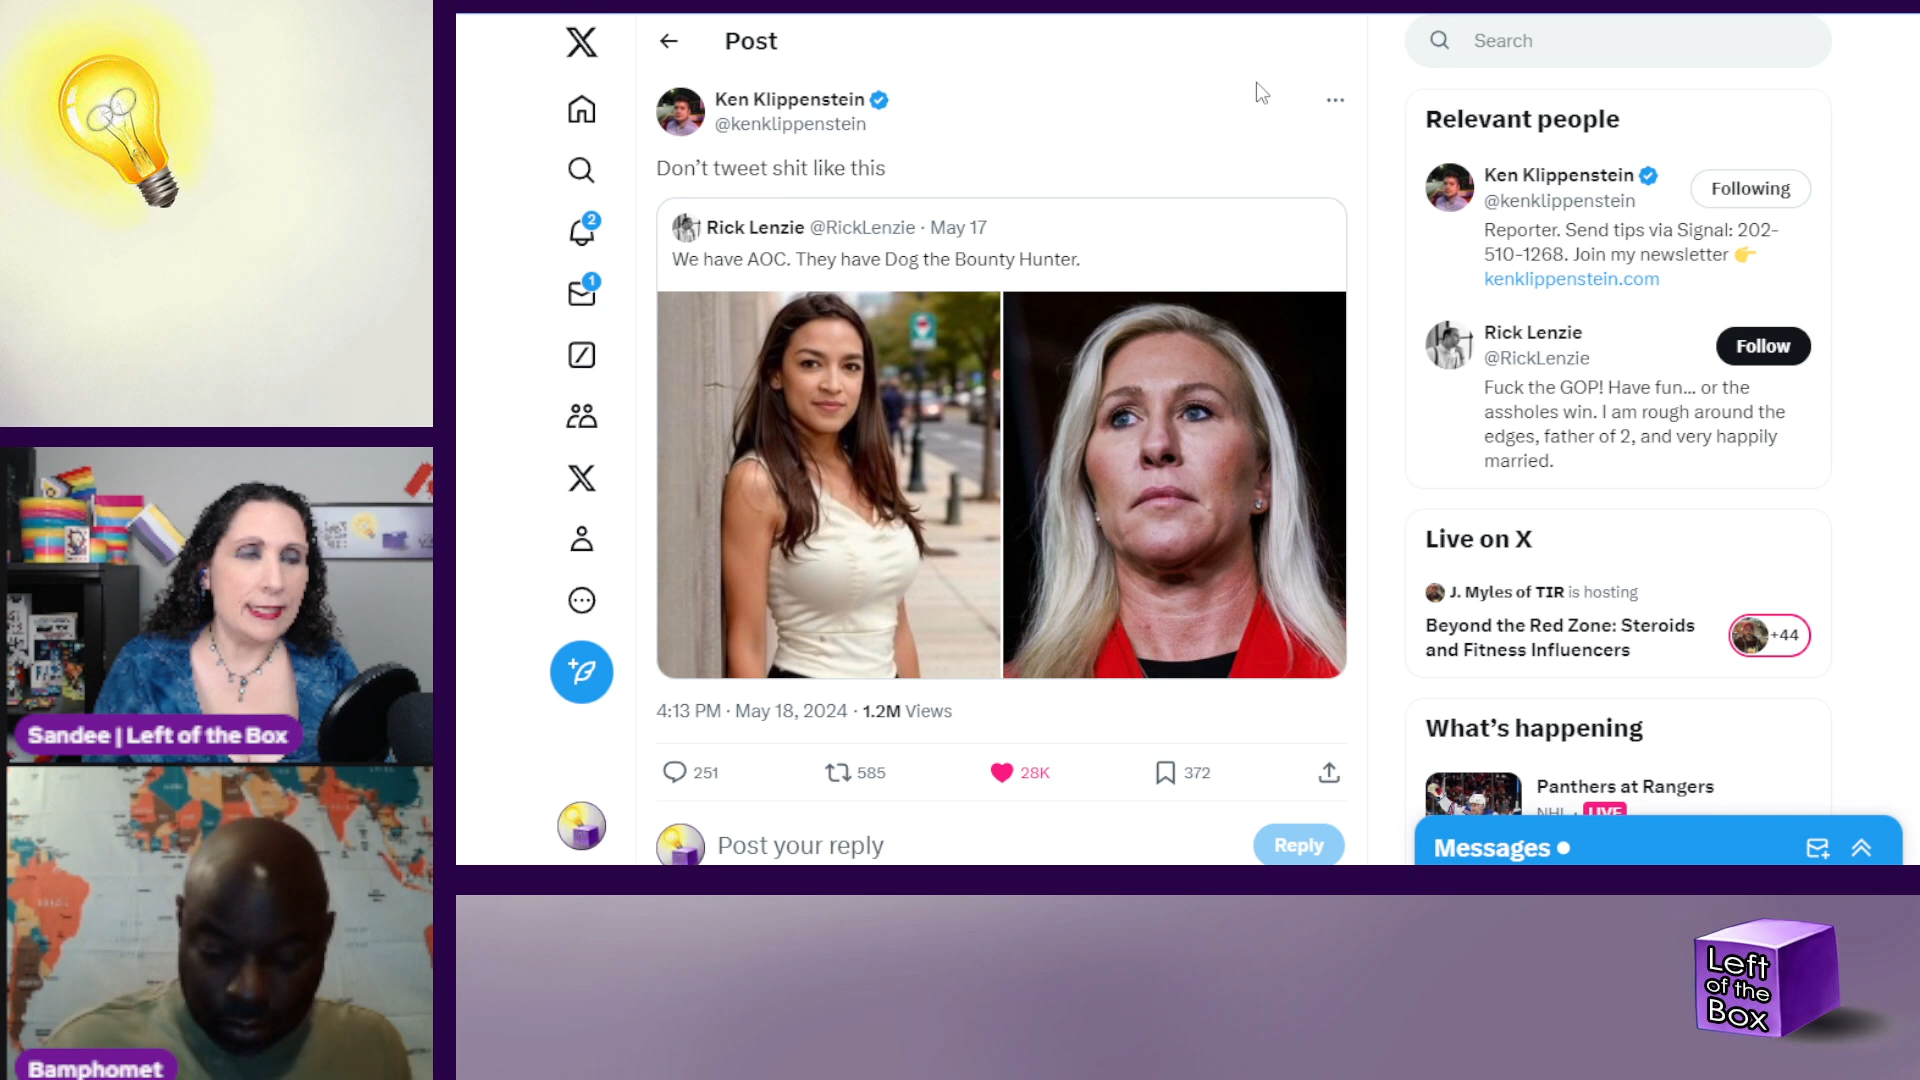 Post
Search
Ken Klippenstein
@kenklippenstein
Don’t tweet shit like this
Rick Lenzie @RickLenzie · May 17
We have AOC. They have Dog the Bounty Hunter.
4:13 PM · May 18, 2024 · 1.2M Views
251
585
28K
372
Post your reply
Reply
2
1
Relevant people
Ken Klippenstein
@kenklippenstein
Following
Reporter. Send tips via Signal: 202-
510-1268. Join my newsletter 👉
kenklippenstein.com
Rick Lenzie
@RickLenzie
Follow
Fuck the GOP! Have fun... or the
assholes win. I am rough around the
edges, father of 2, and very happily
married.
Live on X
J. Myles of TIR is hosting
Beyond the Red Zone: Steroids
and Fitness Influencers
+44
What’s happening
Panthers at Rangers
NHL · LIVE
Messages
Sandee | Left of the Box
Bamphomet
Left
of the
Box